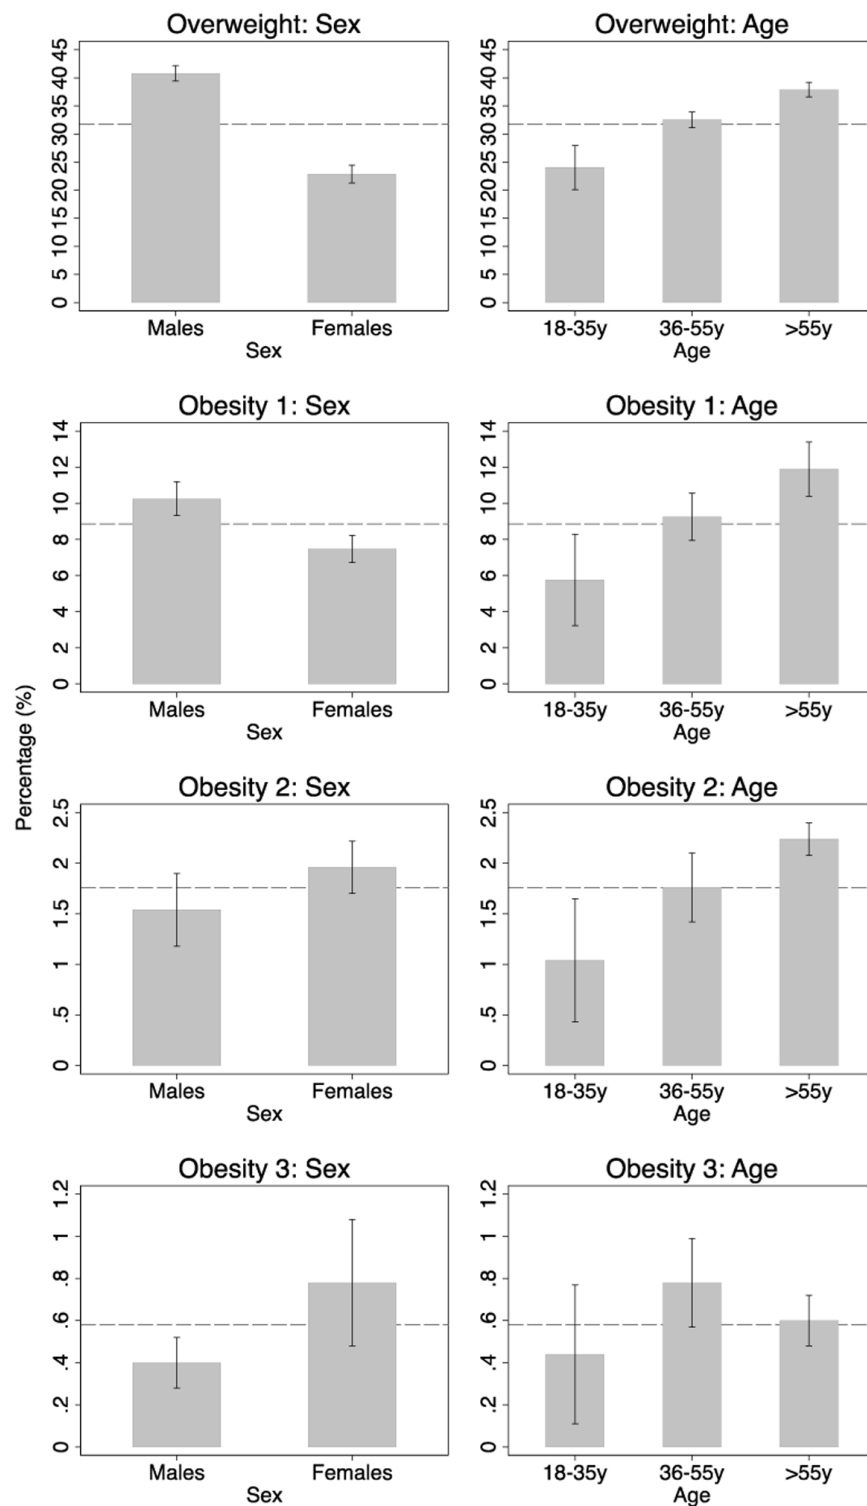 Overweight: Sex
0 5 10 15 20 25 30 35 40 45
Males Females
Sex
Overweight: Age
0 5 10 15 20 25 30 35 40 45
18-35y 36-55y >55y
Age
Percentage (%)
Obesity 1: Sex
0 2 4 6 8 10 12 14
Males Females
Sex
Obesity 1: Age
0 2 4 6 8 10 12 14
18-35y 36-55y >55y
Age
Obesity 2: Sex
0 .5 1 1.5 2 2.5
Males Females
Sex
Obesity 2: Age
0 .5 1 1.5 2 2.5
18-35y 36-55y >55y
Age
Obesity 3: Sex
0 .2 .4 .6 .8 1 1.2
Males Females
Sex
Obesity 3: Age
0 .2 .4 .6 .8 1 1.2
18-35y 36-55y >55y
Age